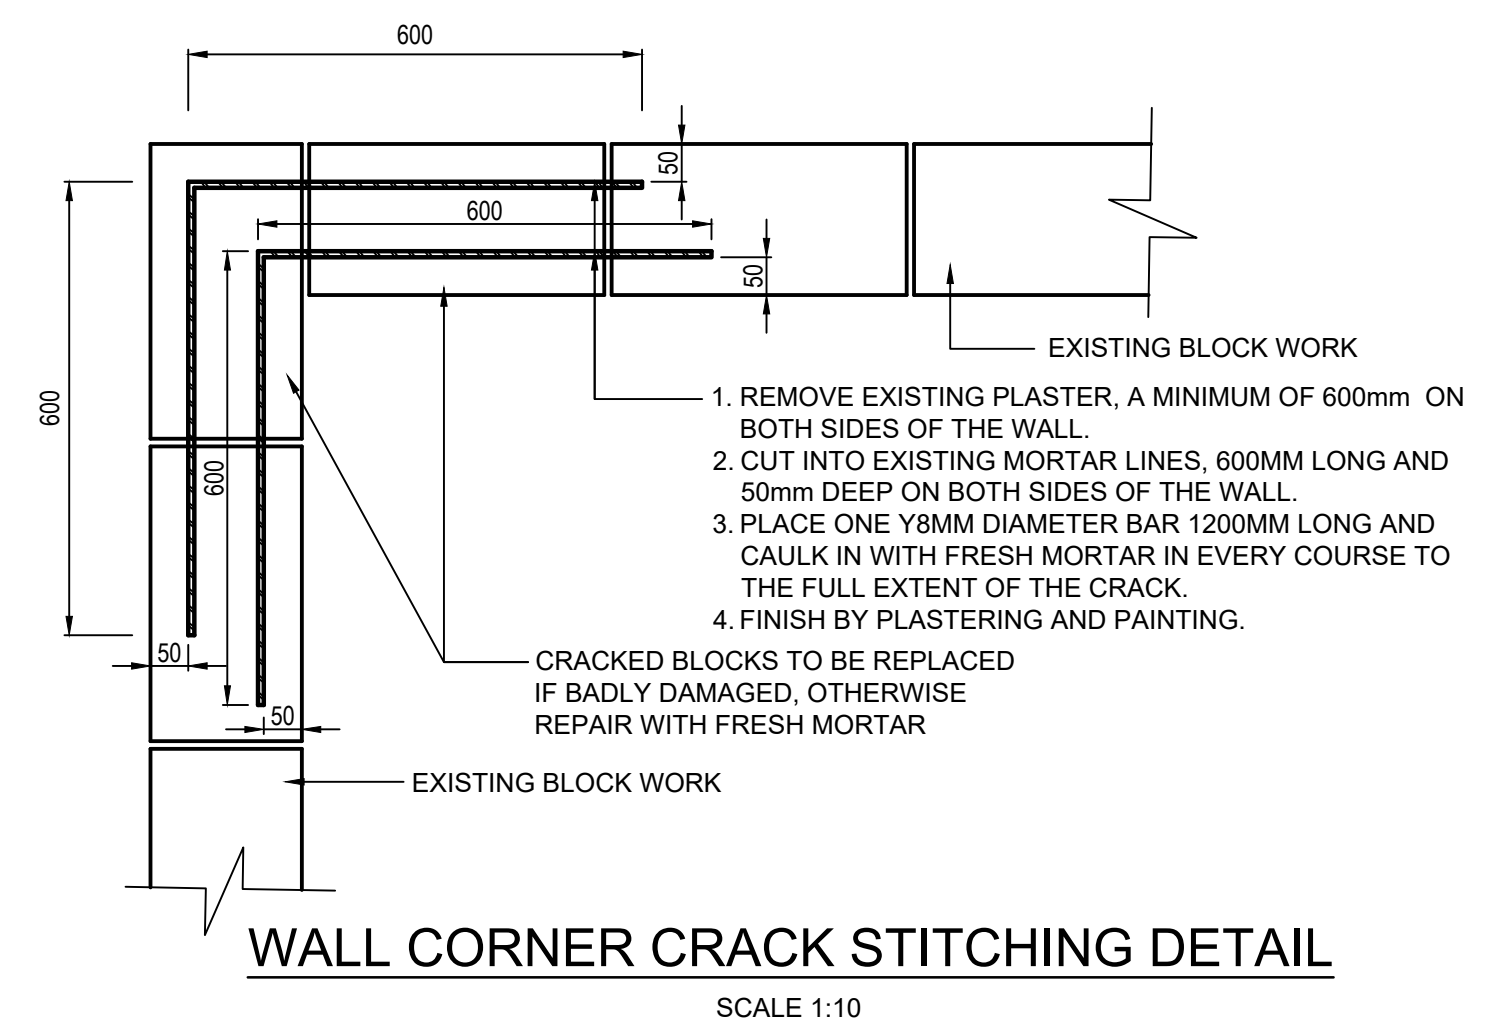 600
50
600
50
EXISTING BLOCK WORK
1. REMOVE EXISTING PLASTER, A MINIMUM OF 600mm ON
BOTH SIDES OF THE WALL.
2. CUT INTO EXISTING MORTAR LINES, 600MM LONG AND
50mm DEEP ON BOTH SIDES OF THE WALL.
3. PLACE ONE Y8MM DIAMETER BAR 1200MM LONG AND
CAULK IN WITH FRESH MORTAR IN EVERY COURSE TO
THE FULL EXTENT OF THE CRACK.
4. FINISH BY PLASTERING AND PAINTING.
600
600
50
50
CRACKED BLOCKS TO BE REPLACED
IF BADLY DAMAGED, OTHERWISE
REPAIR WITH FRESH MORTAR
EXISTING BLOCK WORK
WALL CORNER CRACK STITCHING DETAIL
SCALE 1:10